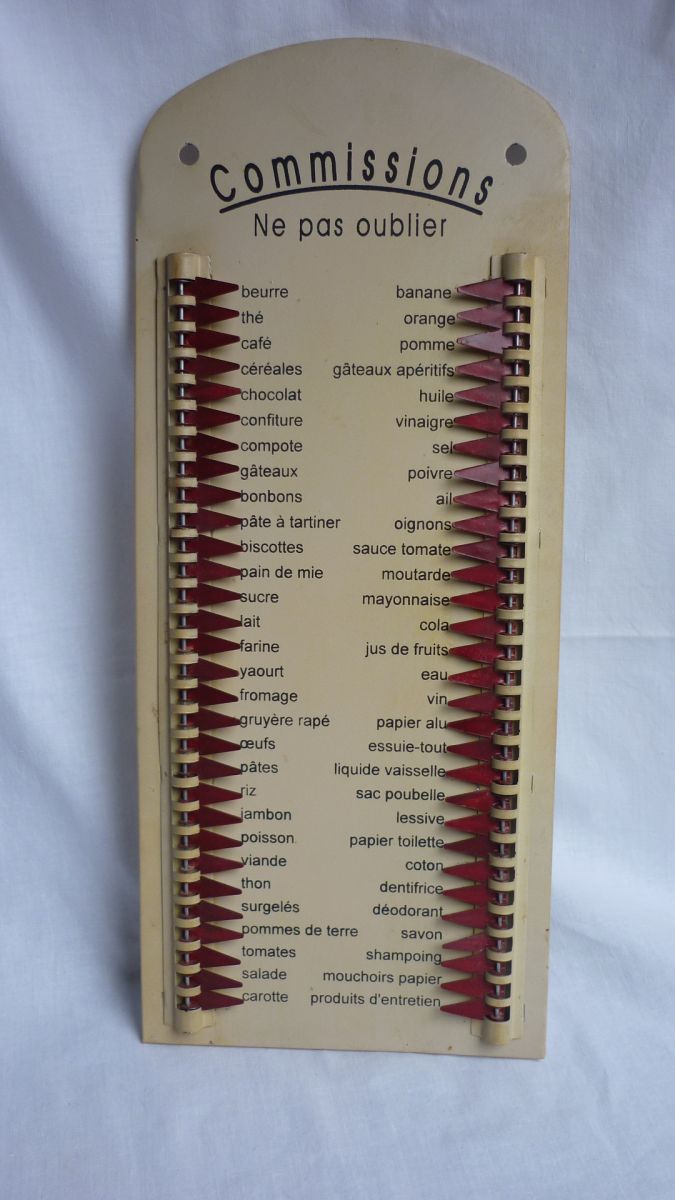 Commissions
Ne pas oublier
beurre banane
thé orange
café pomme
céréales gâteaux apéritifs
chocolat huile
confiture vinaigre
compote sel
gâteaux poivre
bonbons ail
pâte à tartiner oignons
biscottes sauce tomate
pain de mie moutarde
sucre mayonnaise
lait cola
farine jus de fruits
yaourt eau
fromage vin
gruyère rapé papier alu
œufs essuie-tout
pâtes liquide vaisselle
riz sac poubelle
jambon lessive
poisson papier toilette
viande coton
thon dentifrice
surgelés déodorant
pommes de terre savon
tomates shampoing
salade mouchoirs papier
carotte produits d'entretien